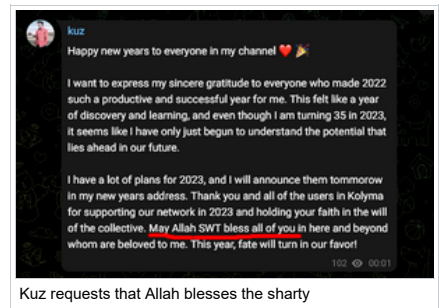 kuz
Happy new years to everyone in my channel ❤️ 🎉
I want to express my sincere gratitude to everyone who made 2022
such a productive and successful year for me. This felt like a year
of discovery and learning, and even though I am turning 35 in 2023,
it seems like I have only just begun to understand the potential that
lies ahead in our future.
I have a lot of plans for 2023, and I will announce them tommorow
in my new years address. Thank you and all of the users in Kolyma
for supporting our network in 2023 and holding your faith in the will
of the collective. May Allah SWT bless all of you in here and beyond
whom are beloved to me. This year, fate will turn in our favor!
102 00:01
Kuz requests that Allah blesses the sharty